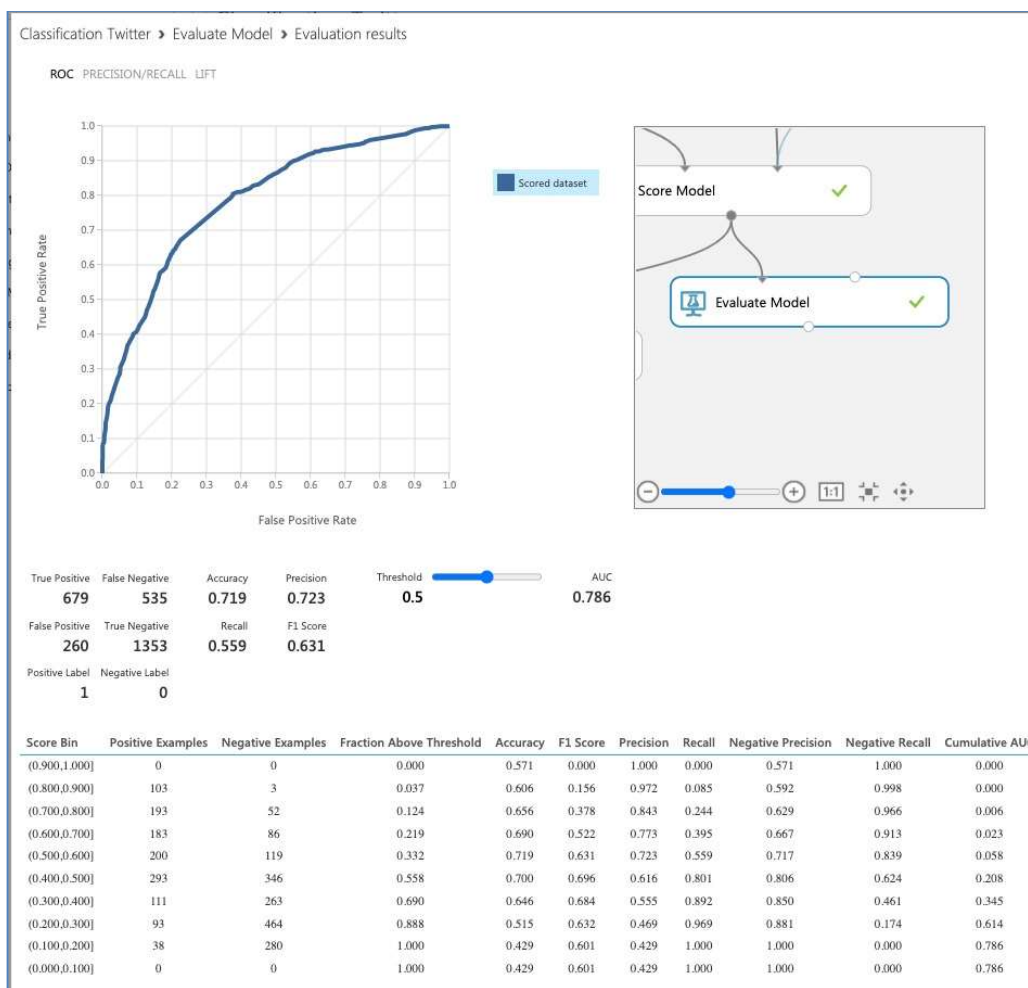 Classification Twitter › Evaluate Model › Evaluation results
ROC PRECISION/RECALL LIFT
1.0
0.9
0.8
0.7
0.6
0.5
0.4
0.3
0.2
0.1
0.0
True Positive Rate
0.0 0.1 0.2 0.3 0.4 0.5 0.6 0.7 0.8 0.9 1.0
False Positive Rate
Scored dataset
Score Model
Evaluate Model
1:1
True Positive False Negative Accuracy Precision Threshold AUC
679 535 0.719 0.723 0.5 0.786
False Positive True Negative Recall F1 Score
260 1353 0.559 0.631
Positive Label Negative Label
1 0
Score Bin Positive Examples Negative Examples Fraction Above Threshold Accuracy F1 Score Precision Recall Negative Precision Negative Recall Cumulative AU
(0.900,1.000] 0 0 0.000 0.571 0.000 1.000 0.000 0.571 1.000 0.000
(0.800,0.900] 103 3 0.037 0.606 0.156 0.972 0.085 0.592 0.998 0.000
(0.700,0.800] 193 52 0.124 0.656 0.378 0.843 0.244 0.629 0.966 0.006
(0.600,0.700] 183 86 0.219 0.690 0.522 0.773 0.395 0.667 0.913 0.023
(0.500,0.600] 200 119 0.332 0.719 0.631 0.723 0.559 0.717 0.839 0.058
(0.400,0.500] 293 346 0.558 0.700 0.696 0.616 0.801 0.806 0.624 0.208
(0.300,0.400] 111 263 0.690 0.646 0.684 0.555 0.892 0.850 0.461 0.345
(0.200,0.300] 93 464 0.888 0.515 0.632 0.469 0.969 0.881 0.174 0.614
(0.100,0.200] 38 280 1.000 0.429 0.601 0.429 1.000 1.000 0.000 0.786
(0.000,0.100] 0 0 1.000 0.429 0.601 0.429 1.000 1.000 0.000 0.786